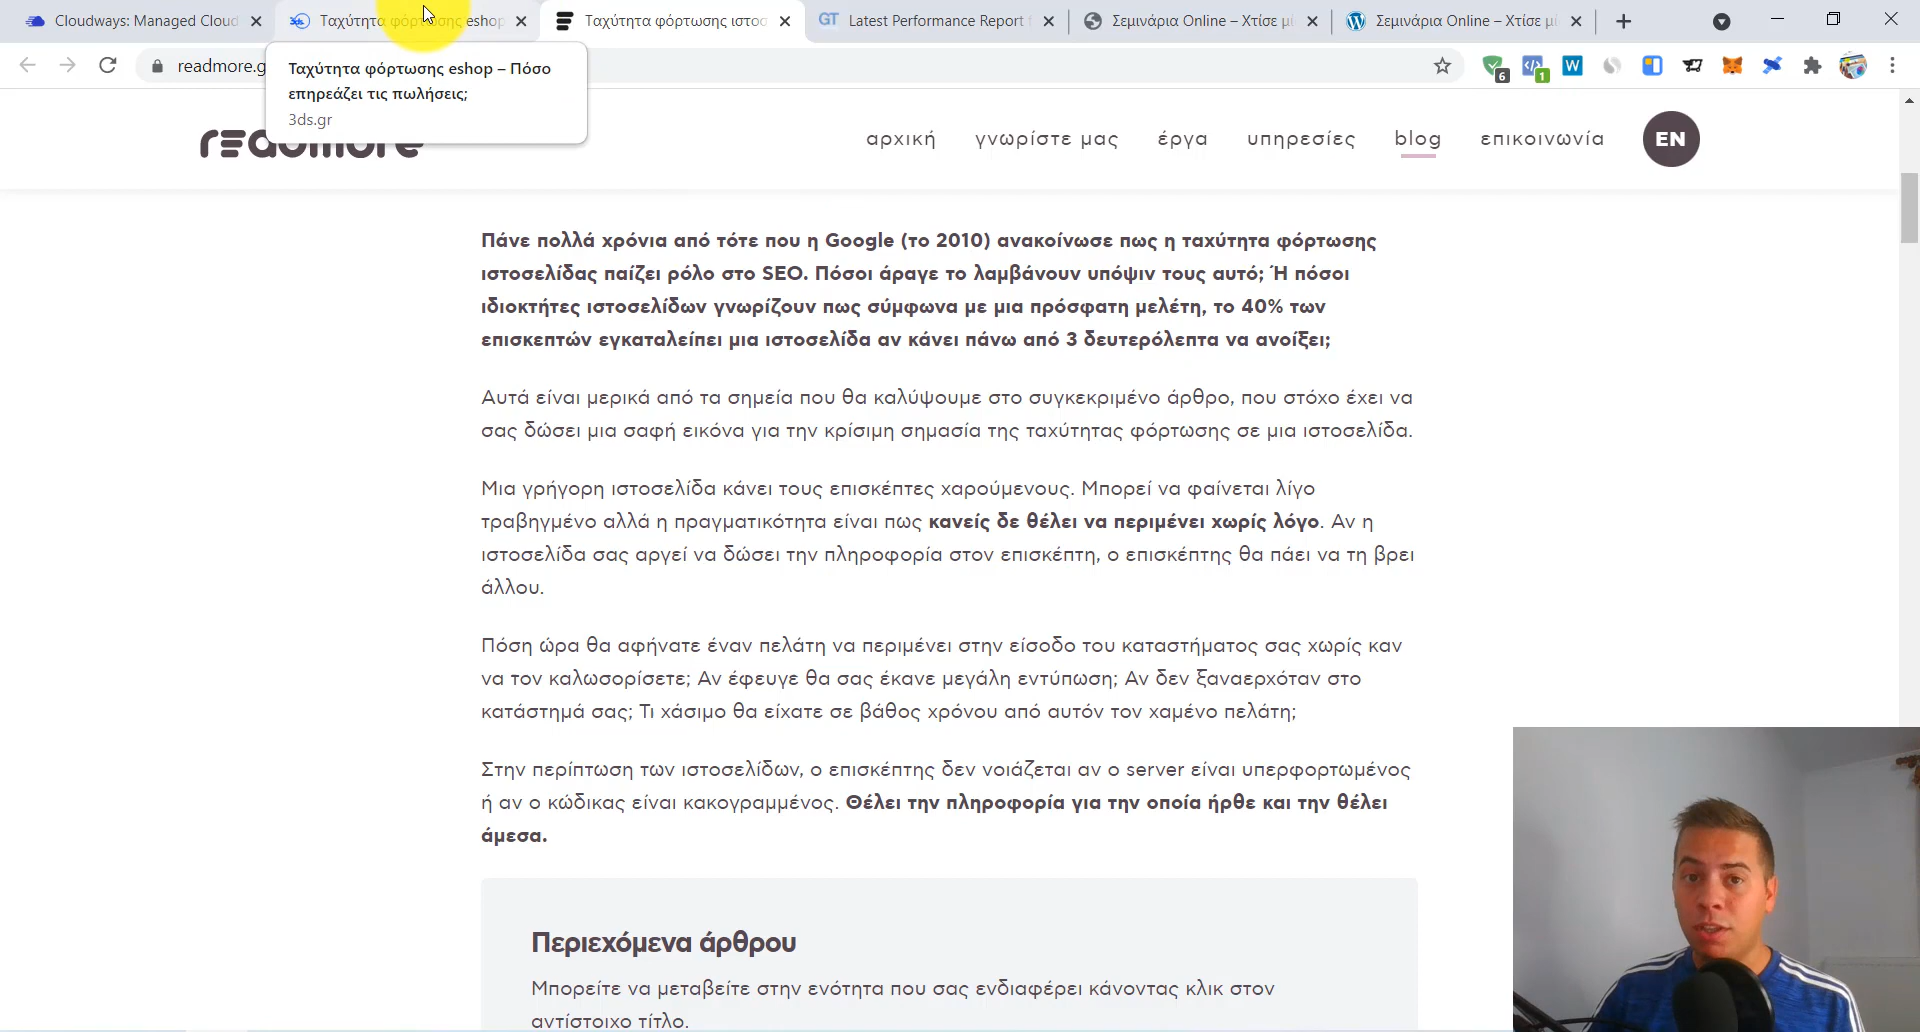 Cloudways: Managed Cloud
Ταχύτητα φόρτωσης eshop
Ταχύτητα φόρτωσης ιστοσ
GT Latest Performance Report
Σεμινάρια Online – Χτίσε μί
Σεμινάρια Online – Χτίσε μί
readmore.g
6
1
W
Ταχύτητα φόρτωσης eshop – Πόσο
επηρεάζει τις πωλήσεις;
3ds.gr
readmore
αρχική
γνωρίστε μας
έργα
υπηρεσίες
blog
επικοινωνία
EN
Πάνε πολλά χρόνια από τότε που η Google (το 2010) ανακοίνωσε πως η ταχύτητα φόρτωσης
ιστοσελίδας παίζει ρόλο στο SEO. Πόσοι άραγε το λαμβάνουν υπόψιν τους αυτό; Ή πόσοι
ιδιοκτήτες ιστοσελίδων γνωρίζουν πως σύμφωνα με μια πρόσφατη μελέτη, το 40% των
επισκεπτών εγκαταλείπει μια ιστοσελίδα αν κάνει πάνω από 3 δευτερόλεπτα να ανοίξει;
Αυτά είναι μερικά από τα σημεία που θα καλύψουμε στο συγκεκριμένο άρθρο, που στόχο έχει να
σας δώσει μια σαφή εικόνα για την κρίσιμη σημασία της ταχύτητας φόρτωσης σε μια ιστοσελίδα.
Μια γρήγορη ιστοσελίδα κάνει τους επισκέπτες χαρούμενους. Μπορεί να φαίνεται λίγο
τραβηγμένο αλλά η πραγματικότητα είναι πως κανείς δε θέλει να περιμένει χωρίς λόγο. Αν η
ιστοσελίδα σας αργεί να δώσει την πληροφορία στον επισκέπτη, ο επισκέπτης θα πάει να τη βρει
άλλου.
Πόση ώρα θα αφήνατε έναν πελάτη να περιμένει στην είσοδο του καταστήματος σας χωρίς καν
να τον καλωσορίσετε; Αν έφευγε θα σας έκανε μεγάλη εντύπωση; Αν δεν ξαναερχόταν στο
κατάστημά σας; Τι χάσιμο θα είχατε σε βάθος χρόνου από αυτόν τον χαμένο πελάτη;
Στην περίπτωση των ιστοσελίδων, ο επισκέπτης δεν νοιάζεται αν ο server είναι υπερφορτωμένος
ή αν ο κώδικας είναι κακογραμμένος. Θέλει την πληροφορία για την οποία ήρθε και την θέλει
άμεσα.
Περιεχόμενα άρθρου
Μπορείτε να μεταβείτε στην ενότητα που σας ενδιαφέρει κάνοντας κλικ στον
αντίστοιχο τίτλο.